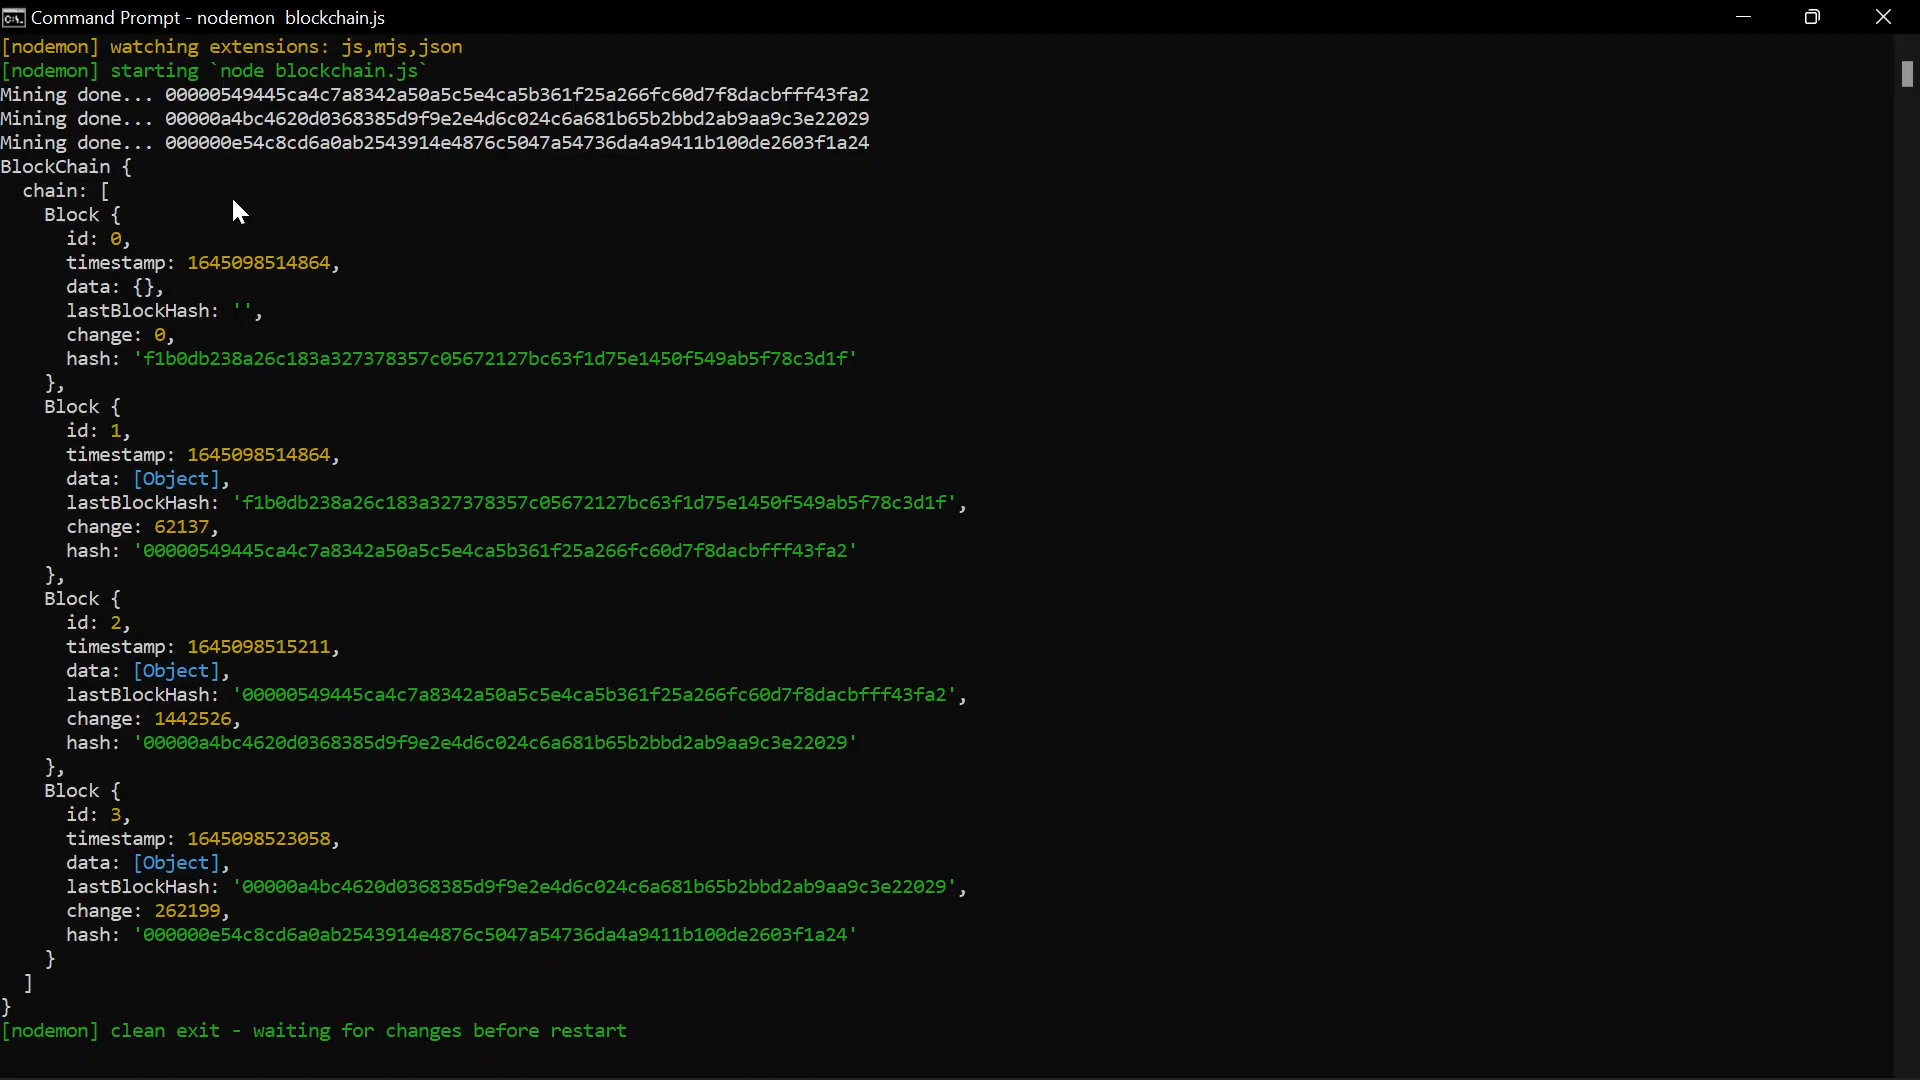 Command Prompt - nodemon  blockchain.js
[nodemon] watching extensions: js,mjs,json
[nodemon] starting `node blockchain.js`
Mining done... 00000549445ca4c7a8342a50a5c5e4ca5b361f25a266fc60d7f8dacbfff43fa2
Mining done... 00000a4bc4620d0368385d9f9e2e4d6c024c6a681b65b2bbd2ab9aa9c3e22029
Mining done... 000000e54c8cd6a0ab2543914e4876c5047a54736da4a9411b100de2603f1a24
BlockChain {
  chain: [
    Block {
      id: 0,
      timestamp: 1645098514864,
      data: {},
      lastBlockHash: '',
      change: 0,
      hash: 'f1b0db238a26c183a327378357c05672127bc63f1d75e1450f549ab5f78c3d1f'
    },
    Block {
      id: 1,
      timestamp: 1645098514864,
      data: [Object],
      lastBlockHash: 'f1b0db238a26c183a327378357c05672127bc63f1d75e1450f549ab5f78c3d1f',
      change: 62137,
      hash: '00000549445ca4c7a8342a50a5c5e4ca5b361f25a266fc60d7f8dacbfff43fa2'
    },
    Block {
      id: 2,
      timestamp: 1645098515211,
      data: [Object],
      lastBlockHash: '00000549445ca4c7a8342a50a5c5e4ca5b361f25a266fc60d7f8dacbfff43fa2',
      change: 1442526,
      hash: '00000a4bc4620d0368385d9f9e2e4d6c024c6a681b65b2bbd2ab9aa9c3e22029'
    },
    Block {
      id: 3,
      timestamp: 1645098523058,
      data: [Object],
      lastBlockHash: '00000a4bc4620d0368385d9f9e2e4d6c024c6a681b65b2bbd2ab9aa9c3e22029',
      change: 262199,
      hash: '000000e54c8cd6a0ab2543914e4876c5047a54736da4a9411b100de2603f1a24'
    }
  ]
}
[nodemon] clean exit - waiting for changes before restart